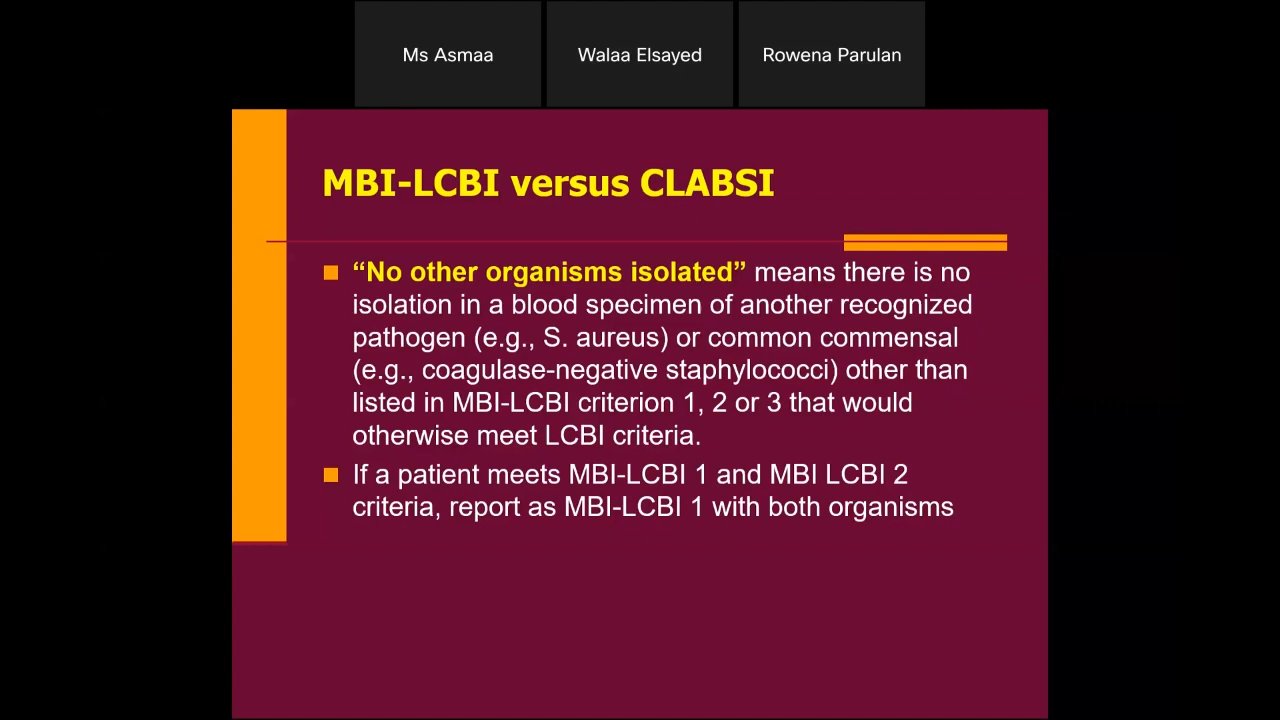 Ms Asmaa
Walaa Elsayed
Rowena Parulan
MBI-LCBI versus CLABSI
“No other organisms isolated” means there is no
isolation in a blood specimen of another recognized
pathogen (e.g., S. aureus) or common commensal
(e.g., coagulase-negative staphylococci) other than
listed in MBI-LCBI criterion 1, 2 or 3 that would
otherwise meet LCBI criteria.
If a patient meets MBI-LCBI 1 and MBI LCBI 2
criteria, report as MBI-LCBI 1 with both organisms